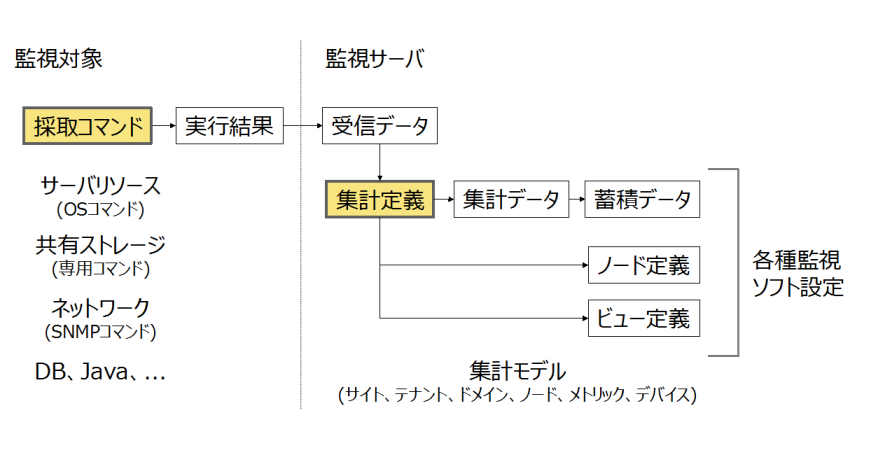 監視対象
監視サーバ
採取コマンド
実行結果
受信データ
サーバリソース
(OSコマンド)
集計定義
集計データ
蓄積データ
共有ストレージ
(専用コマンド)
ノード定義
各種監視
ソフト設定
ネットワーク
(SNMPコマンド)
ビュー定義
DB、Java、...
集計モデル
(サイト、テナント、ドメイン、ノード、メトリック、デバイス)